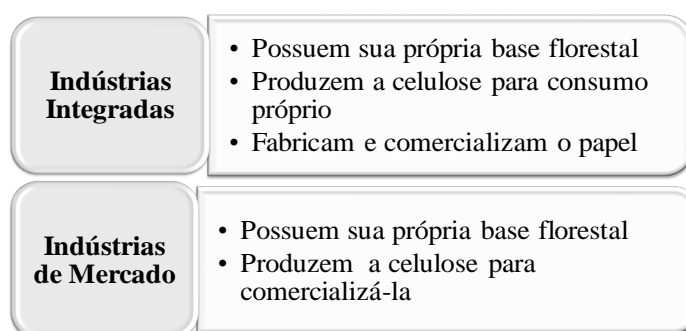 Indústrias
Integradas
• Possuem sua própria base florestal
• Produzem a celulose para consumo
próprio
• Fabricam e comercializam o papel
Indústrias
de Mercado
• Possuem sua própria base florestal
• Produzem a celulose para
comercializá-la